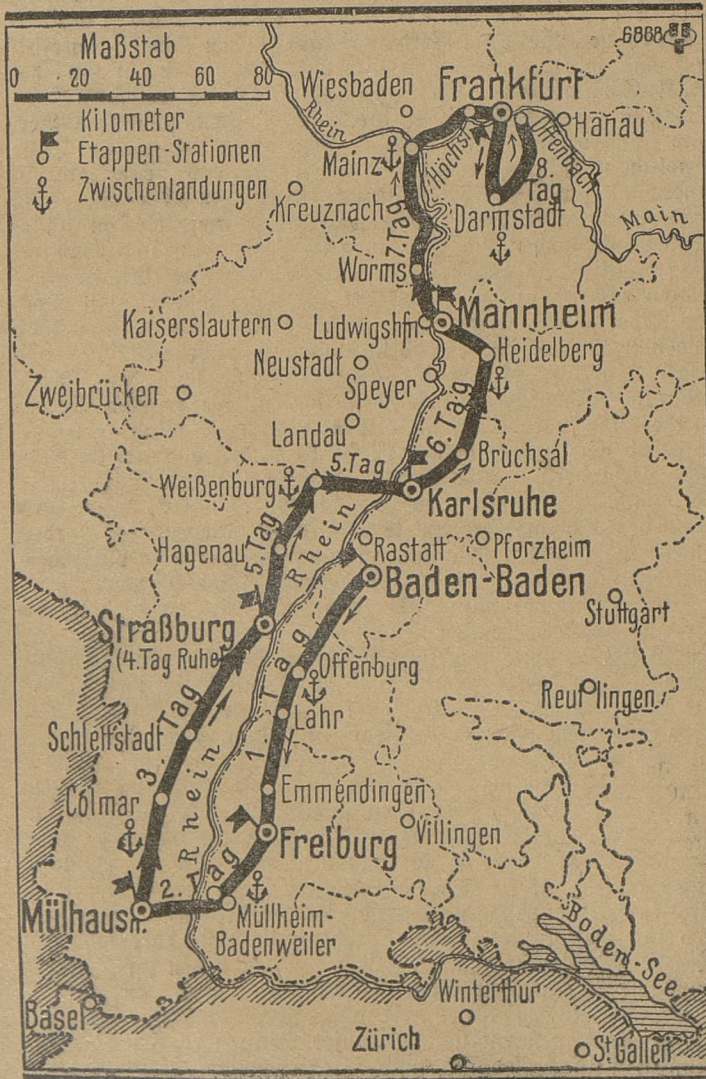 Maßstab
0 20 40 60 80
Kilometer
Etappen-Stationen
Zwischenlandungen
6868
Wiesbaden
Frankfurt
Rhein
Höchst
Offenbach
Hanau
Mainz
8.
Tag
Kreuznach
7. Tag
Darmstadt
Main
Worms
Kaiserslautern
Ludwigshfn.
Mannheim
Neustadt
Heidelberg
Zweibrücken
Speyer
6. Tag
Landau
Bruchsal
5. Tag
Weißenburg
Karlsruhe
Hagenau
5. Tag
Rhein
Rastatt
Pforzheim
Baden-Baden
Stuttgart
Straßburg
(4. Tag Ruhe)
1. Tag
Offenburg
Reutlingen
Lahr
Schlettstadt
3. Tag
Colmar
Rhein
Emmendingen
Freiburg
Villingen
2. Tag
Mülhausn.
Müllheim-
Badenweiler
Boden-See
Basel
Winterthur
Zürich
St. Gallen